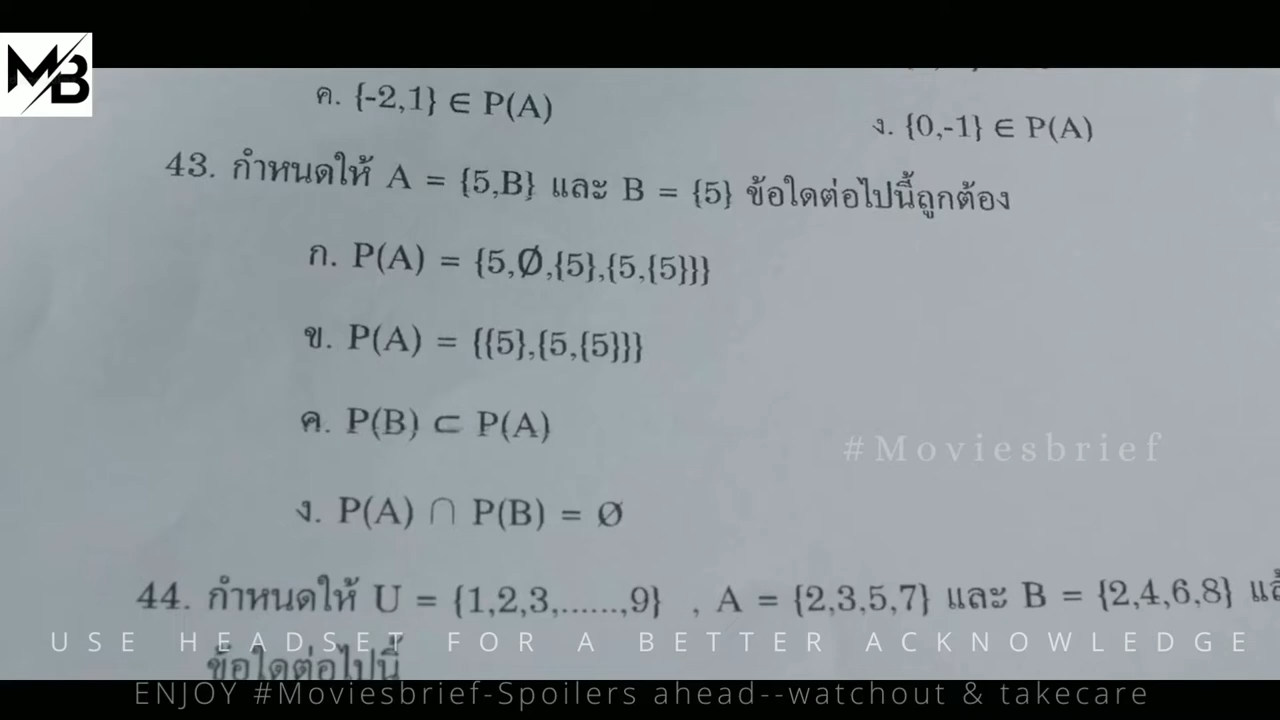 MB
ค. {-2,1} ∈ P(A)
ง. {0,-1} ∈ P(A)
43. กำหนดให้ A = {5,B} และ B = {5} ข้อใดต่อไปนี้ถูกต้อง
ก. P(A) = {5,∅,{5},{5,{5}}}
ข. P(A) = {{5},{5,{5}}}
ค. P(B) ⊂ P(A)
#Moviesbrief
ง. P(A) ∩ P(B) = ∅
44. กำหนดให้ U = {1,2,3,......,9} , A = {2,3,5,7} และ B = {2,4,6,8}
USE HEADSET FOR A BETTER ACKNOWLEDGE
ข้อใดต่อไปนี้
ENJOY #Moviesbrief-Spoilers ahead--watchout & takecare